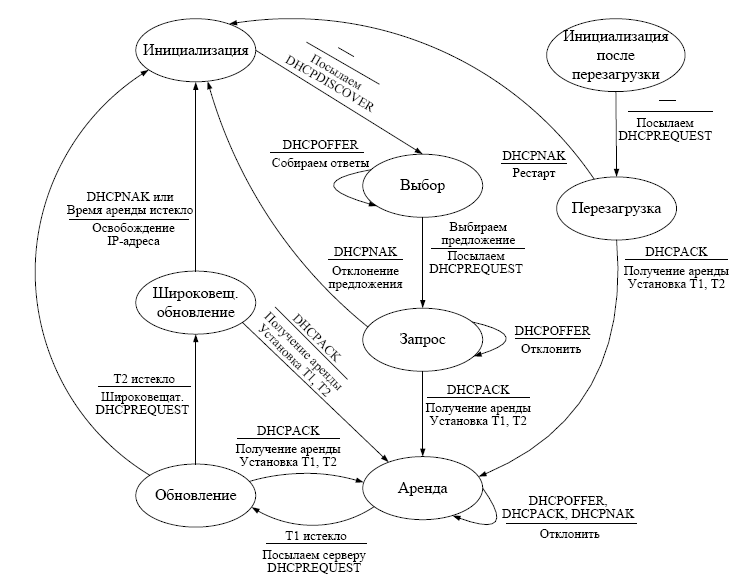 Инициализация
Инициализация
после
перезагрузки
—
Посылаем
DHCPDISCOVER
—
Посылаем
DHCPREQUEST
DHCPOFFER
Собираем ответы
Выбор
DHCPNAK
Рестарт
Перезагрузка
DHCPNAK или
Время аренды истекло
Освобождение
IP-адреса
DHCPNAK
Отклонение
предложения
Выбираем
предложение
Посылаем
DHCPREQUEST
DHCPACK
Получение аренды
Установка T1, T2
Широковещ.
обновление
DHCPACK
Получение аренды
Установка T1, T2
Запрос
DHCPOFFER
Отклонить
T2 истекло
Широковещат.
DHCPREQUEST
DHCPACK
Получение аренды
Установка T1, T2
DHCPACK
Получение аренды
Установка T1, T2
Обновление
Аренда
DHCPOFFER,
DHCPACK, DHCPNAK
Отклонить
T1 истекло
Посылаем серверу
DHCPREQUEST